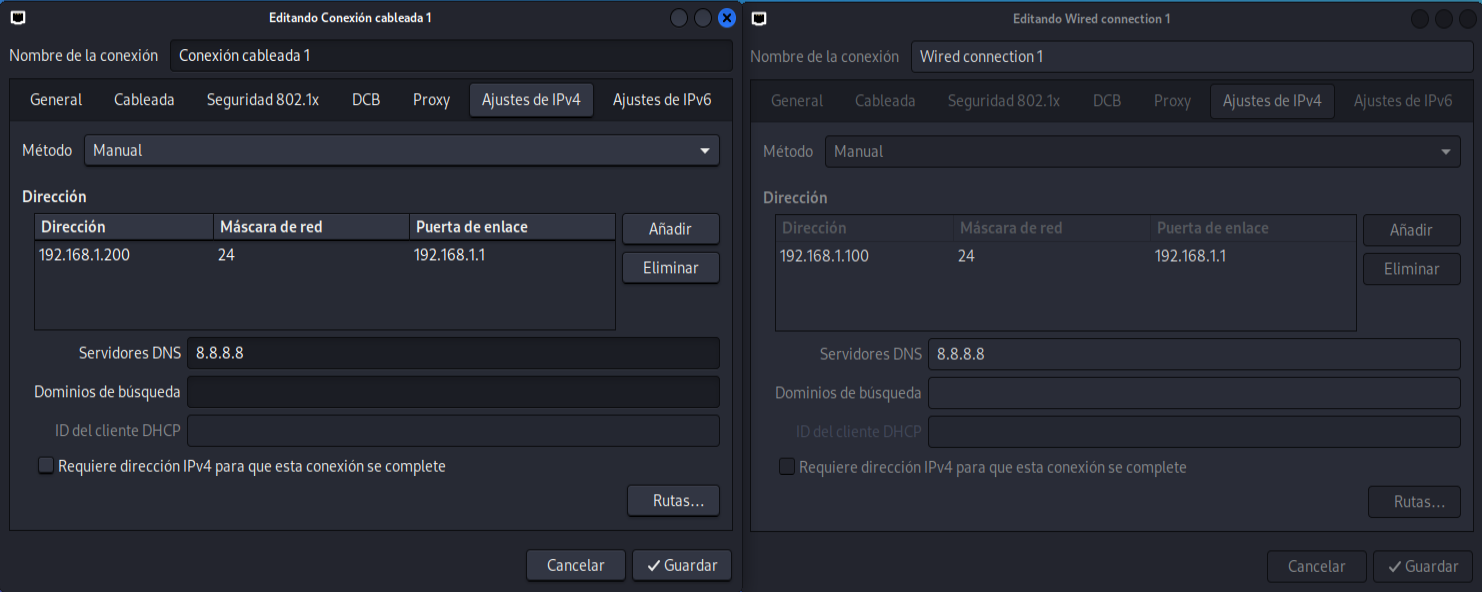 Editando Conexión cableada 1
Nombre de la conexión Conexión cableada 1
General Cableada Seguridad 802.1x DCB Proxy Ajustes de IPv4 Ajustes de IPv6
Método Manual
Dirección
Dirección Máscara de red Puerta de enlace
192.168.1.200 24 192.168.1.1
Añadir
Eliminar
Servidores DNS 8.8.8.8
Dominios de búsqueda
ID del cliente DHCP
Requiere dirección IPv4 para que esta conexión se complete
Rutas...
Cancelar Guardar
Editando Wired connection 1
Nombre de la conexión Wired connection 1
General Cableada Seguridad 802.1x DCB Proxy Ajustes de IPv4 Ajustes de IPv6
Método Manual
Dirección
Dirección Máscara de red Puerta de enlace
192.168.1.100 24 192.168.1.1
Añadir
Eliminar
Servidores DNS 8.8.8.8
Dominios de búsqueda
ID del cliente DHCP
Requiere dirección IPv4 para que esta conexión se complete
Rutas...
Cancelar Guardar